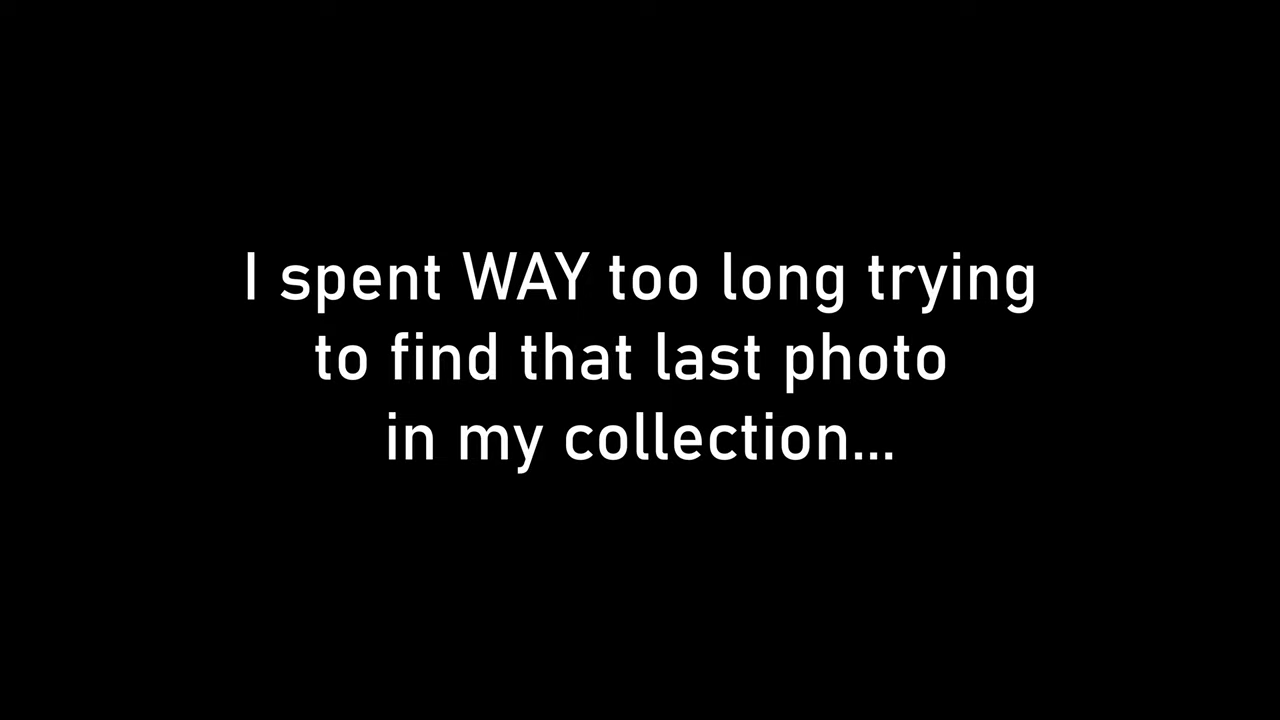 I spent WAY too long trying
to find that last photo
in my collection...